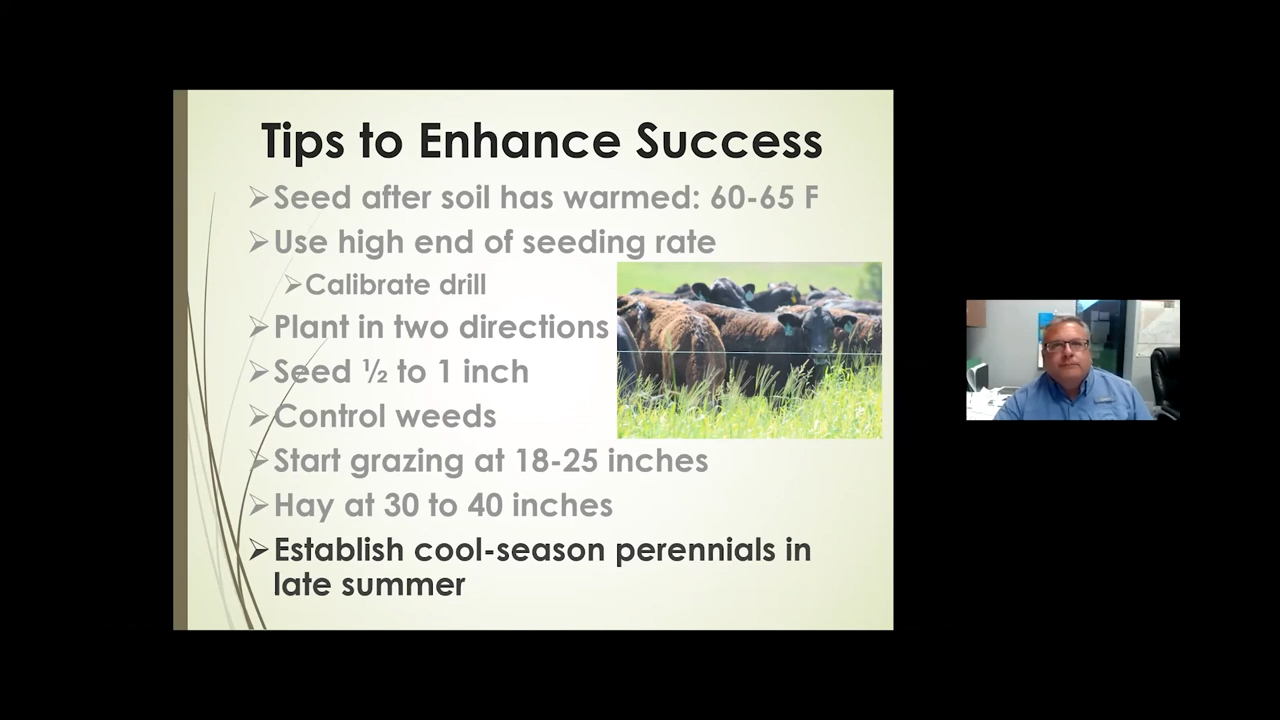 Tips to Enhance Success
Seed after soil has warmed: 60-65 F
Use high end of seeding rate
Calibrate drill
Plant in two directions
Seed ½ to 1 inch
Control weeds
Start grazing at 18-25 inches
Hay at 30 to 40 inches
Establish cool-season perennials in
late summer